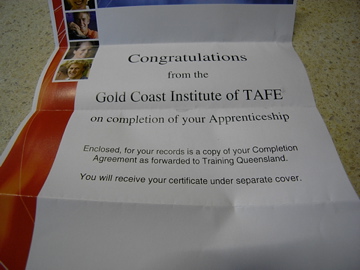 Congratulations
from the
Gold Coast Institute of TAFE
on completion of your Apprenticeship
Enclosed, for your records is a copy of your Completion
Agreement as forwarded to Training Queensland.
You will receive your certificate under separate cover.